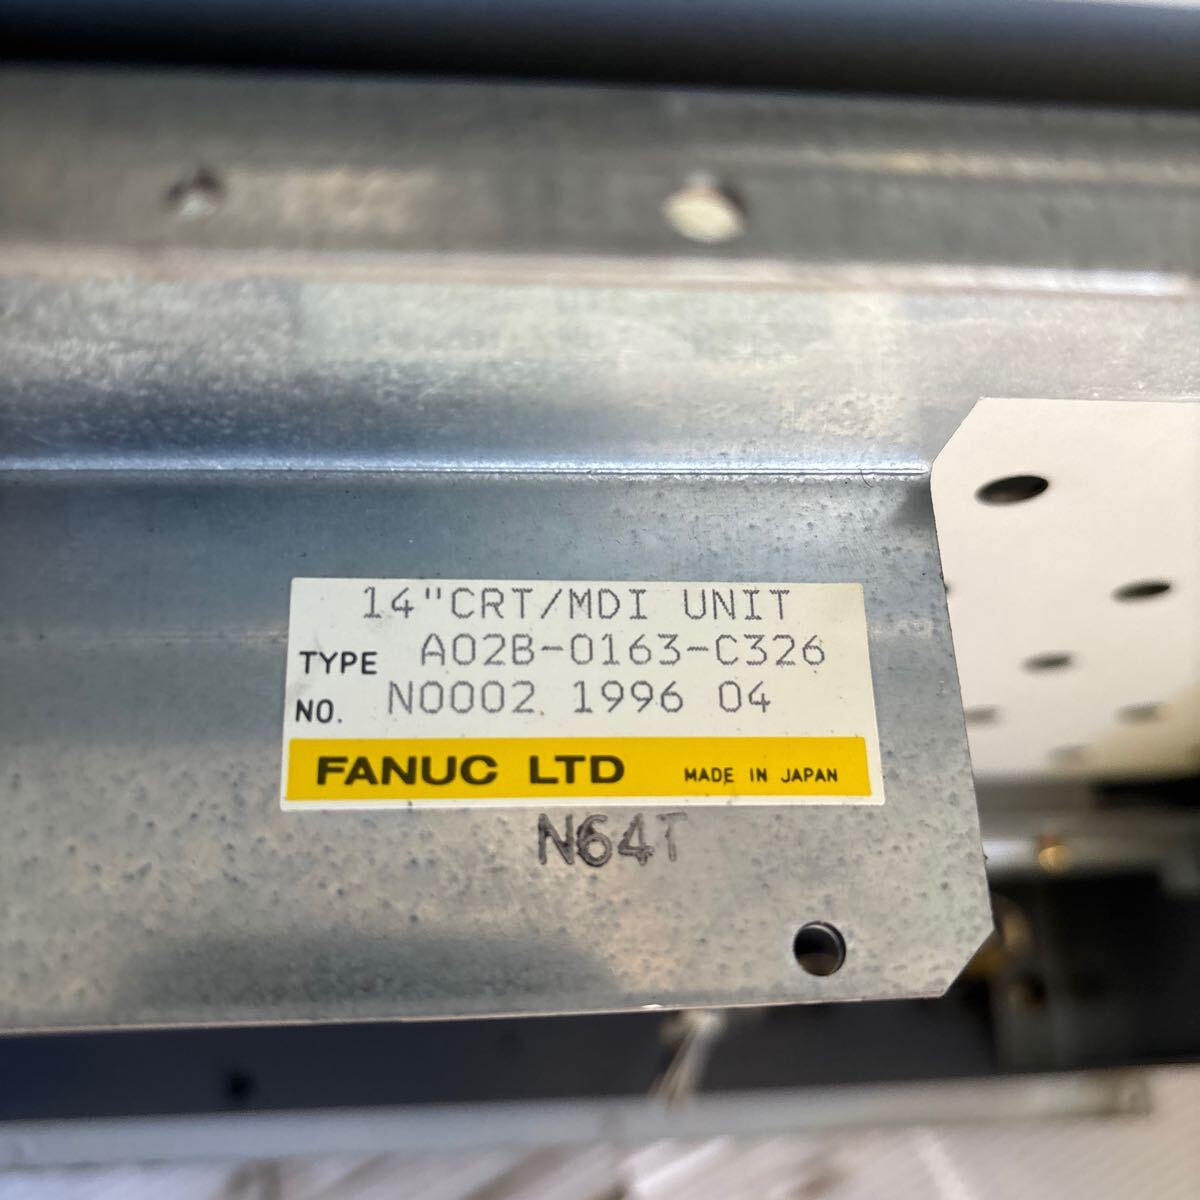 14"CRT/MDI UNIT
TYPE A02B-0163-C326
NO. N0002 1996 04
FANUC LTD MADE IN JAPAN
N64T